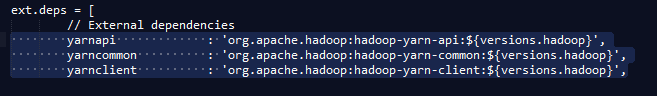 ext.deps = [
// External dependencies
yarnapi : 'org.apache.hadoop:hadoop-yarn-api:${versions.hadoop}',
yarncommon : 'org.apache.hadoop:hadoop-yarn-common:${versions.hadoop}',
yarnclient : 'org.apache.hadoop:hadoop-yarn-client:${versions.hadoop}',